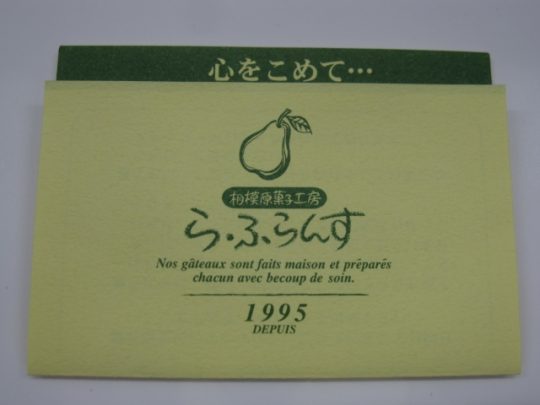 心をこめて…
相模原菓子工房
ら・ふらんす
Nos gâteaux sont faits maison et prêparês
chacun avec becoup de soin.
1995
DEPUIS